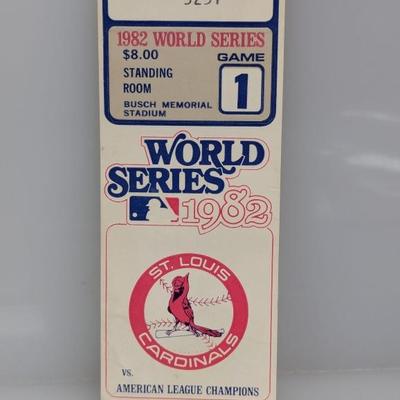 1982 WORLD SERIES
$8.00 GAME
STANDING
ROOM 1
BUSCH MEMORIAL
STADIUM
WORLD
SERIES
1982
ST. LOUIS
CARDINALS
VS.
AMERICAN LEAGUE CHAMPIONS